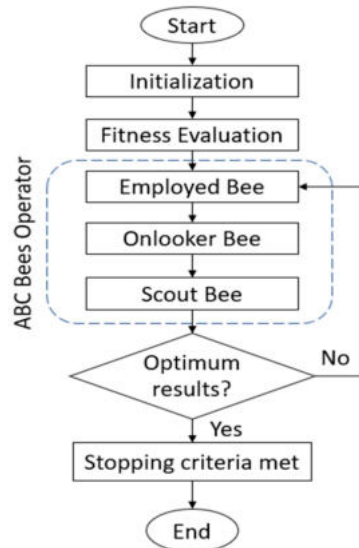 Start
Initialization
Fitness Evaluation
ABC Bees Operator
Employed Bee
Onlooker Bee
Scout Bee
Optimum
results?
No
Yes
Stopping criteria met
End